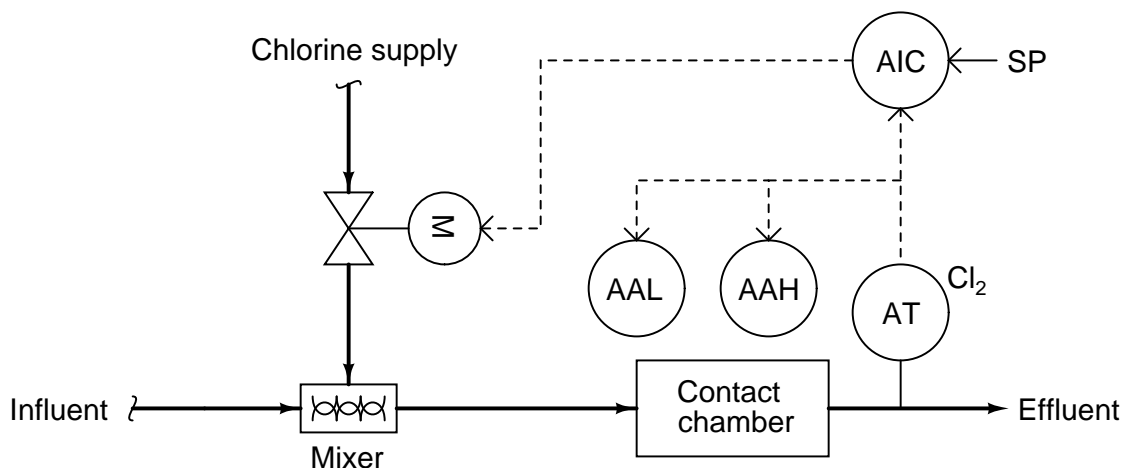 Chlorine supply
AIC
SP
M
AAL
AAH
AT
Cl₂
Influent
Mixer
Contact
chamber
Effluent